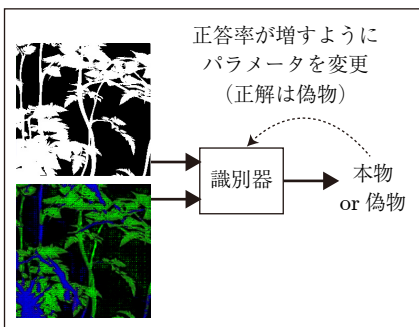 正答率が増すように
パラメータを変更
（正解は偽物）
識別器
本物
or 偽物